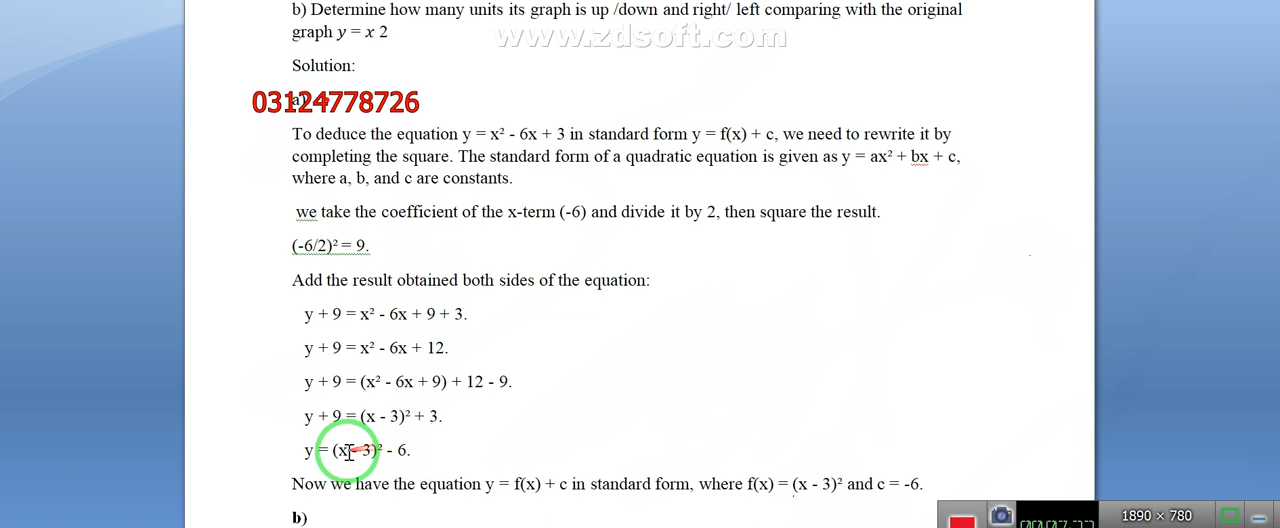 b) Determine how many units its graph is up /down and right/ left comparing with the original
graph y = x 2
www.zdsoft.com
Solution:
03124778726
a)
To deduce the equation y = x² - 6x + 3 in standard form y = f(x) + c, we need to rewrite it by
completing the square. The standard form of a quadratic equation is given as y = ax² + bx + c,
where a, b, and c are constants.
we take the coefficient of the x-term (-6) and divide it by 2, then square the result.
(-6/2)² = 9.
Add the result obtained both sides of the equation:
y + 9 = x² - 6x + 9 + 3.
y + 9 = x² - 6x + 12.
y + 9 = (x² - 6x + 9) + 12 - 9.
y + 9 = (x - 3)² + 3.
y = (x - 3)² - 6.
Now we have the equation y = f(x) + c in standard form, where f(x) = (x - 3)² and c = -6.
b)
1890 × 780